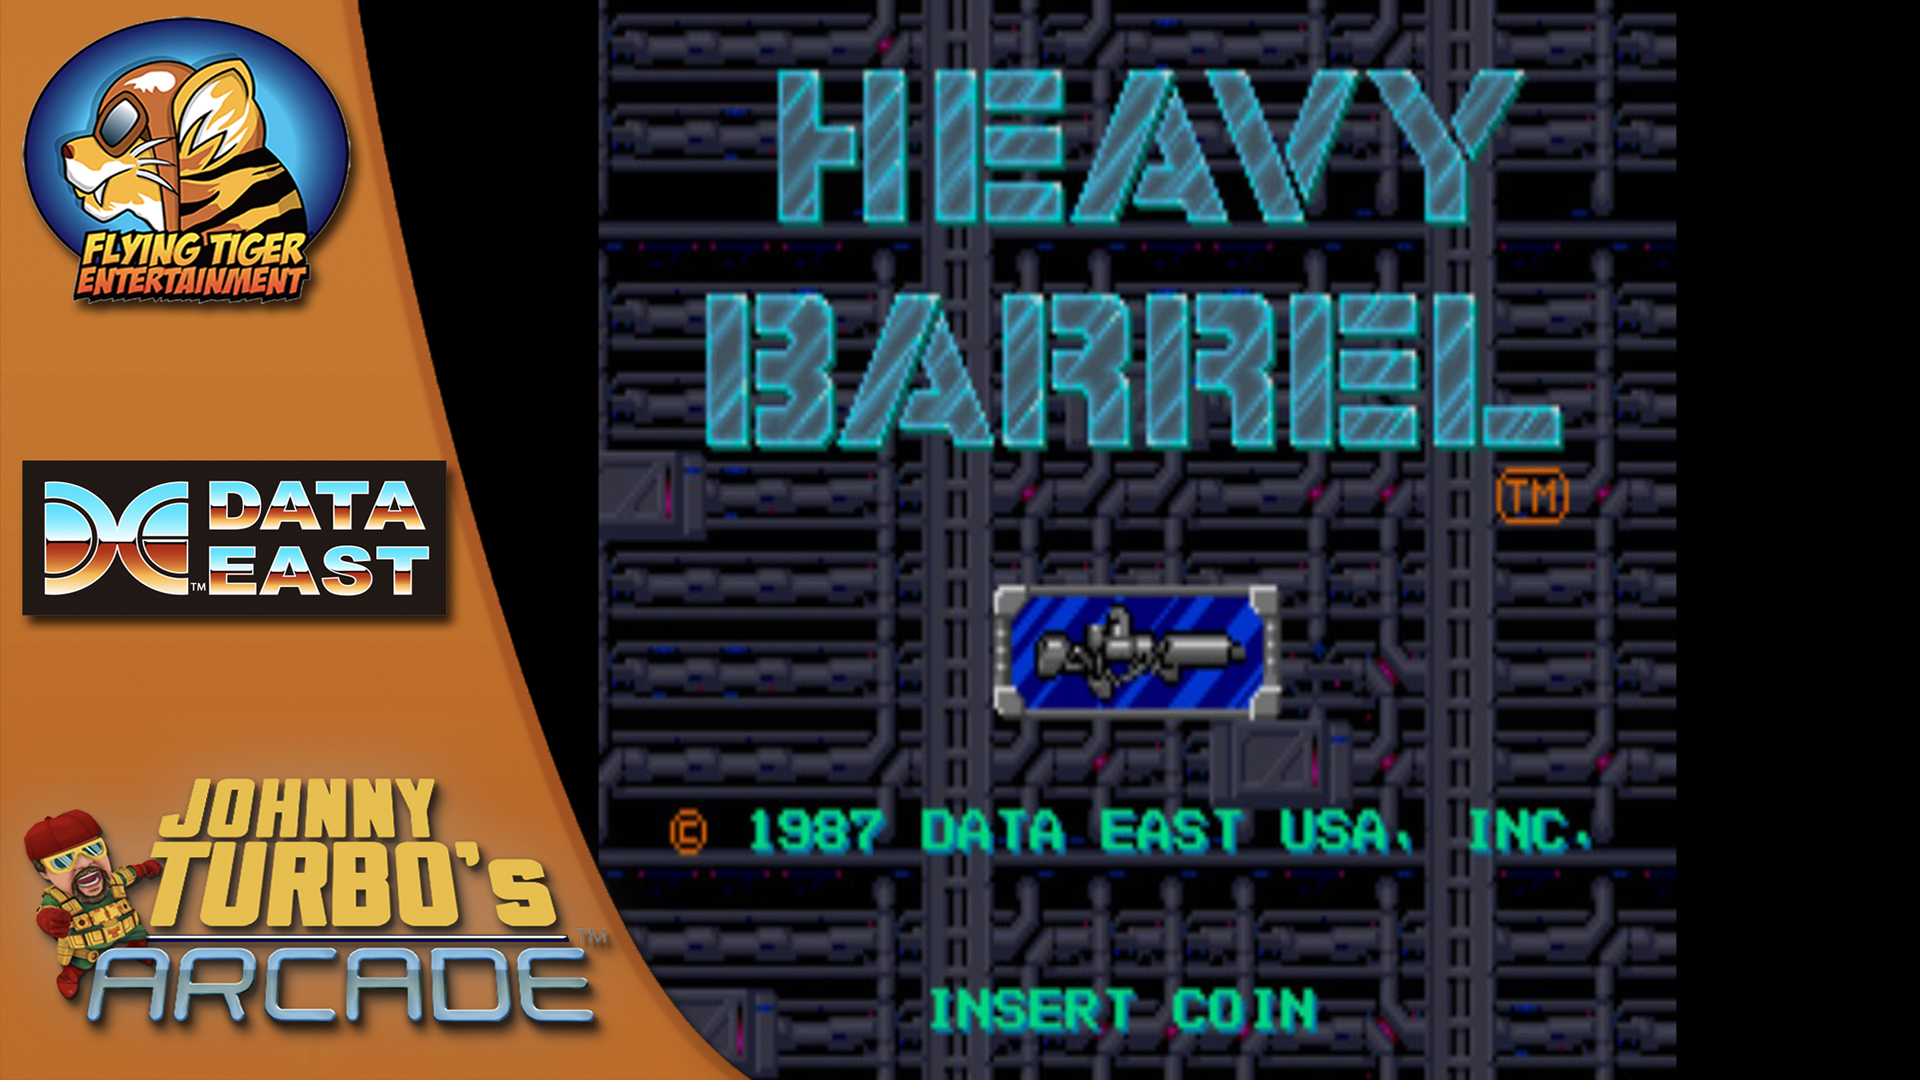 FLYING TIGER
ENTERTAINMENT
DATA
EAST
TM
JOHNNY
TURBO's
ARCADE
TM
HEAVY
BARREL
TM
© 1987 DATA EAST USA, INC.
INSERT COIN